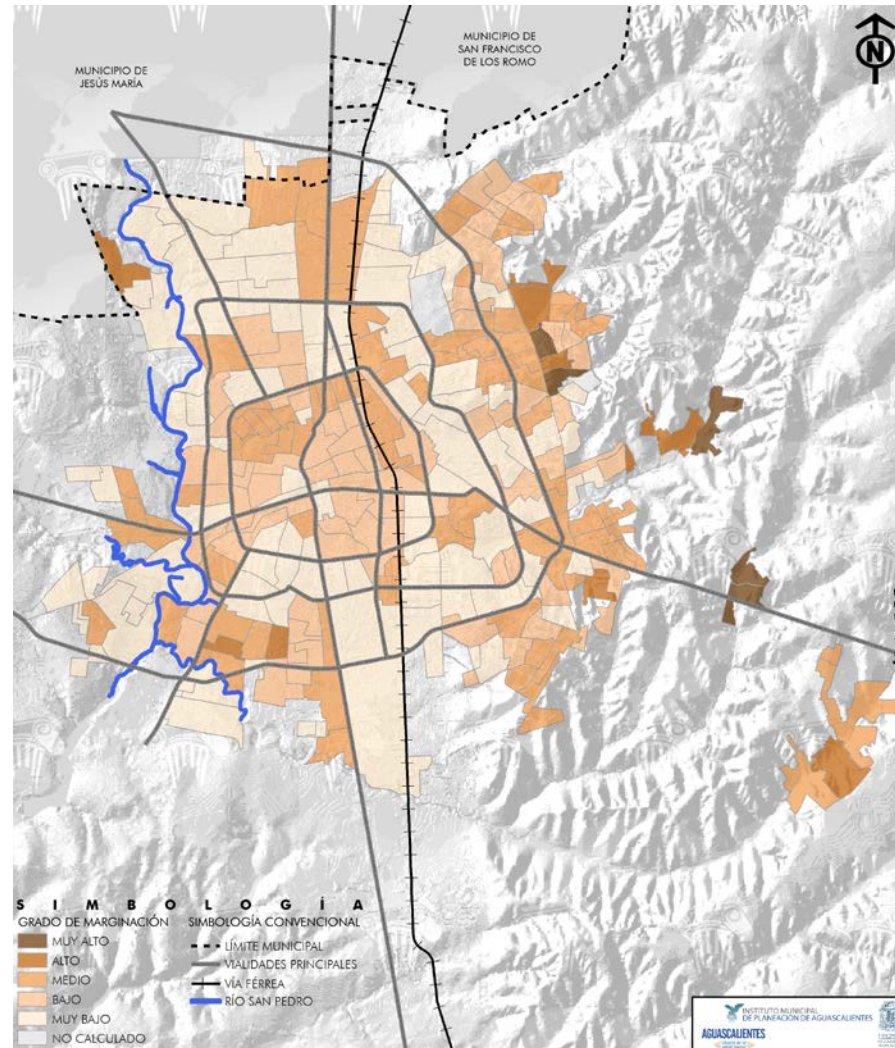 MUNICIPIO DE
JESÚS MARÍA
MUNICIPIO DE
SAN FRANCISCO
DE LOS ROMO
N
SIMBOLOGÍA
GRADO DE MARGINACIÓN
MUY ALTO
ALTO
MEDIO
BAJO
MUY BAJO
NO CALCULADO
SIMBOLOGÍA CONVENCIONAL
LÍMITE MUNICIPAL
VIALIDADES PRINCIPALES
VÍA FÉRREA
RÍO SAN PEDRO
INSTITUTO MUNICIPAL
DE PLANEACIÓN DE AGUASCALIENTES
AGUASCALIENTES